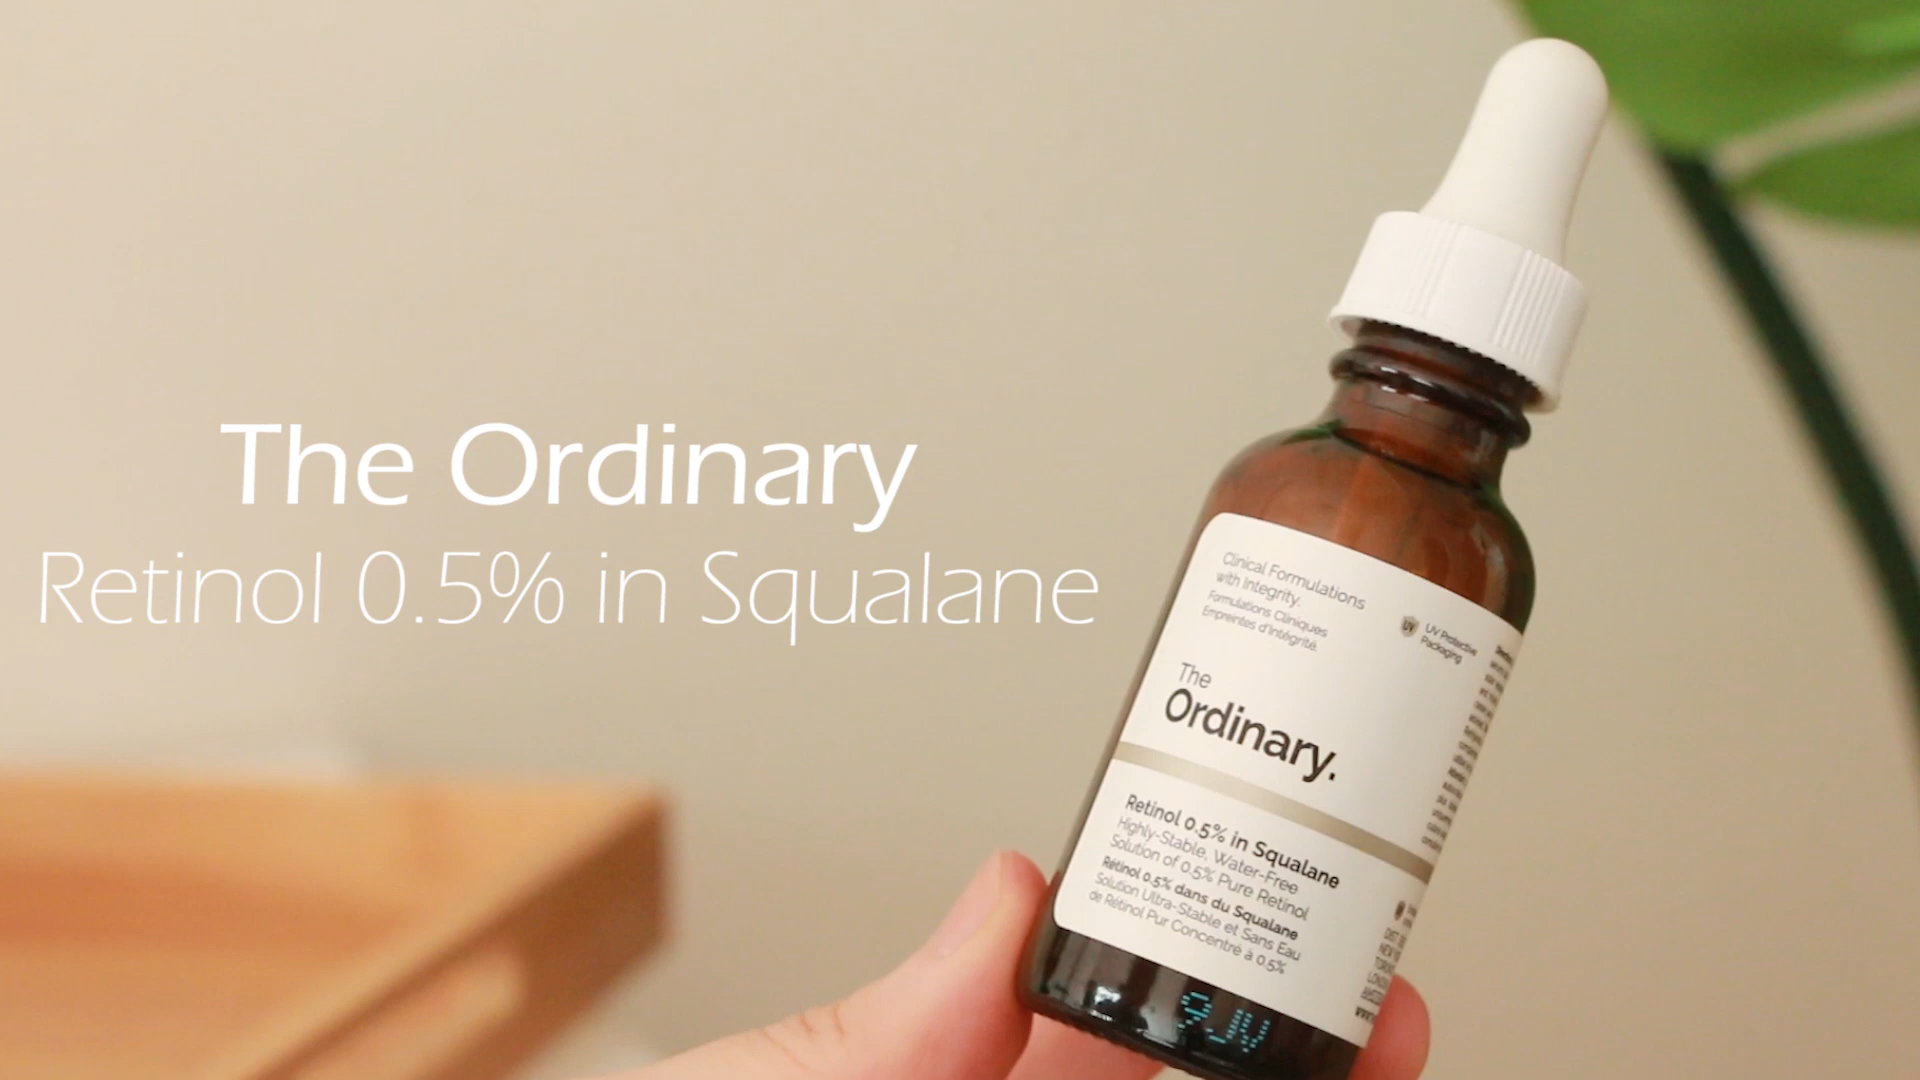 The Ordinary
Retinol 0.5% in Squalane
Clinical Formulations
with Integrity.
Formulations Cliniques
Empreintes d'Intégrité.
UV
UV Protective
Packaging
The
Ordinary.
Retinol 0.5% in Squalane
Highly-Stable, Water-Free
Solution of 0.5% Pure Retinol
Rétinol 0.5% dans du Squalane
Solution Ultra-Stable et Sans Eau
de Rétinol Pur Concentré à 0.5%